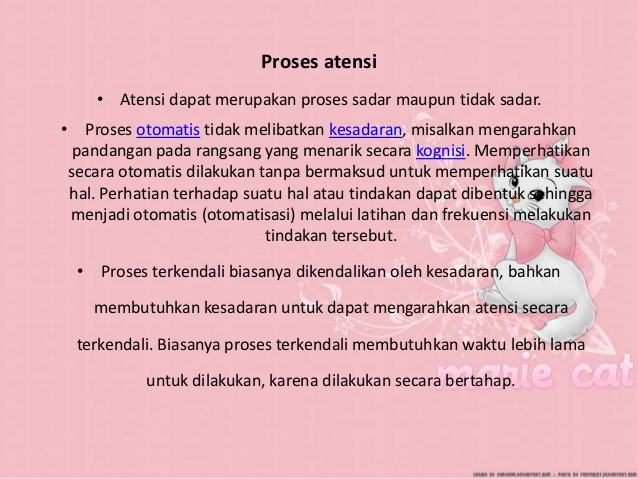 Proses atensi
• Atensi dapat merupakan proses sadar maupun tidak sadar.
• Proses otomatis tidak melibatkan kesadaran, misalkan mengarahkan
pandangan pada rangsang yang menarik secara kognisi. Memperhatikan
secara otomatis dilakukan tanpa bermaksud untuk memperhatikan suatu
hal. Perhatian terhadap suatu hal atau tindakan dapat dibentuk sehingga
menjadi otomatis (otomatisasi) melalui latihan dan frekuensi melakukan
tindakan tersebut.
• Proses terkendali biasanya dikendalikan oleh kesadaran, bahkan
membutuhkan kesadaran untuk dapat mengarahkan atensi secara
terkendali. Biasanya proses terkendali membutuhkan waktu lebih lama
marie cat
untuk dilakukan, karena dilakukan secara bertahap.